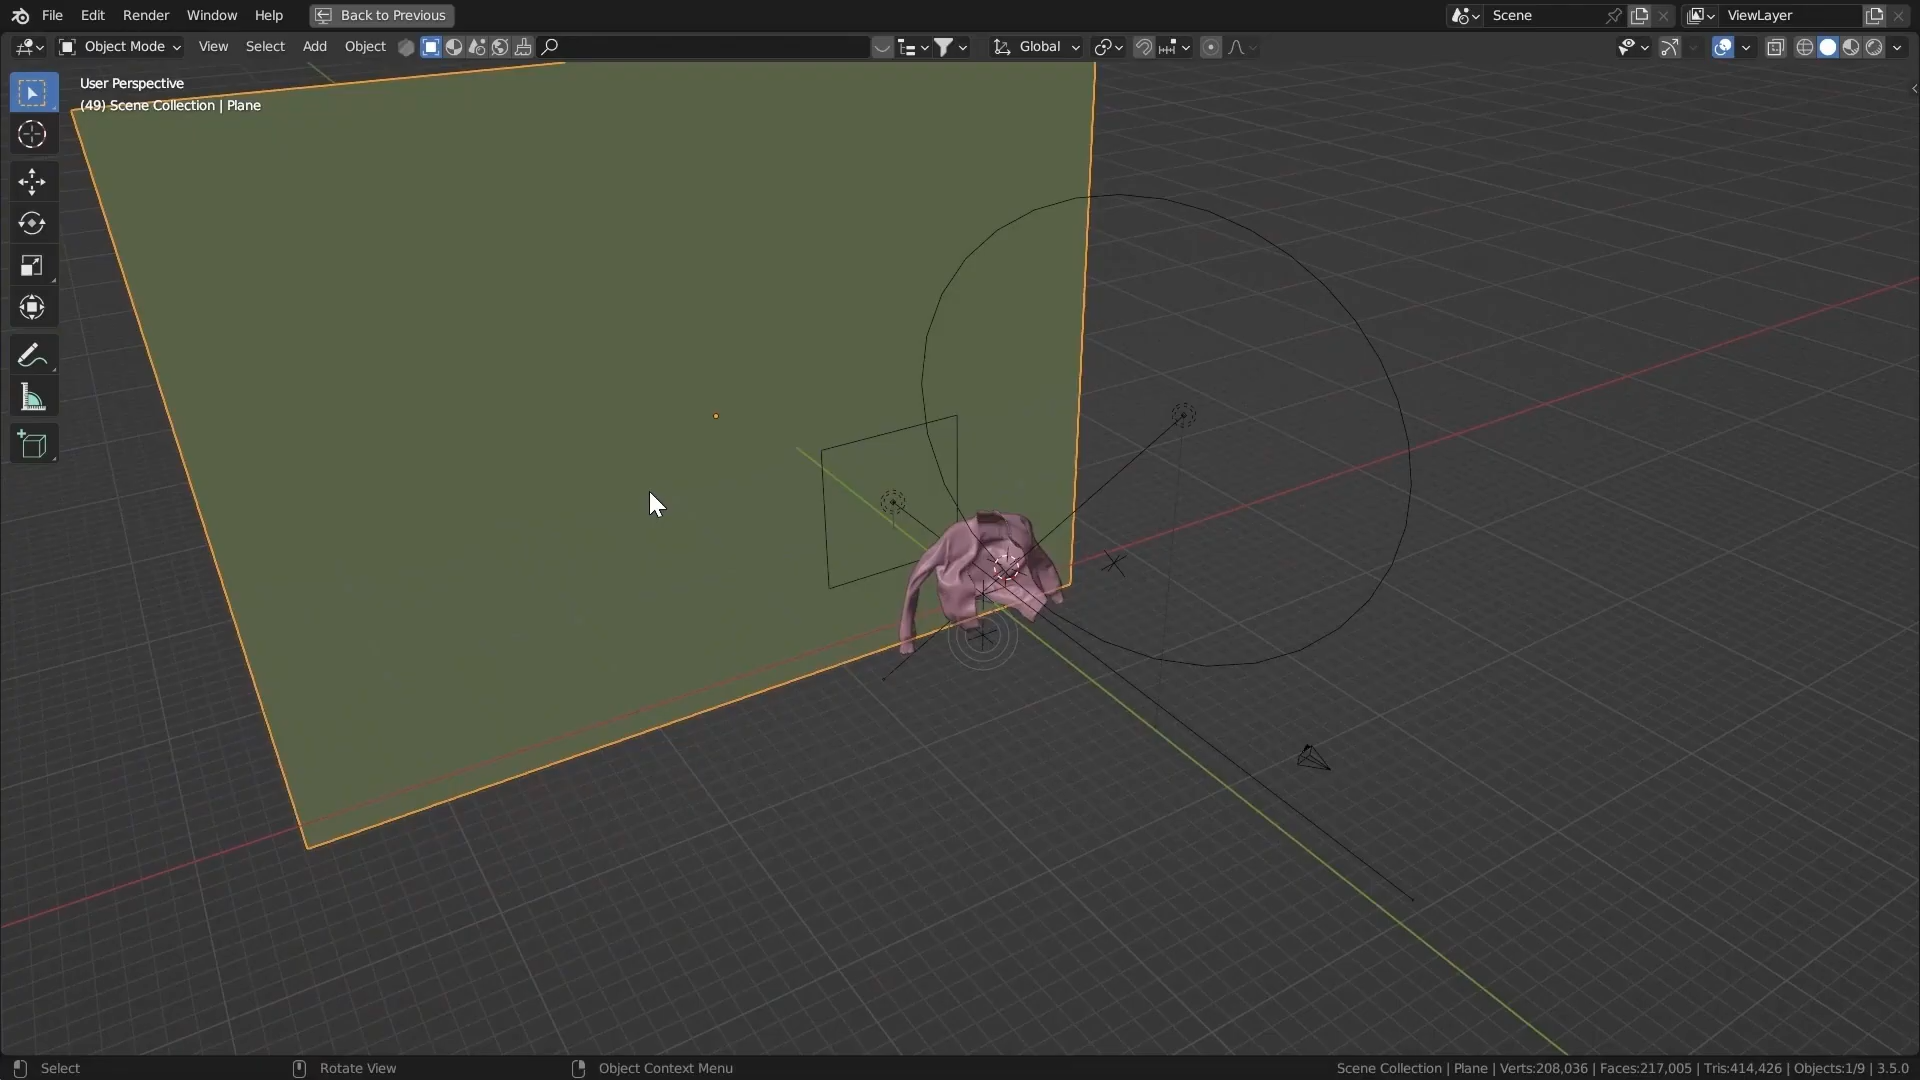 File Edit Render Window Help Back to Previous Scene ViewLayer
Object Mode View Select Add Object Global
User Perspective
(49) Scene Collection | Plane
Select Rotate View Object Context Menu Scene Collection | Plane | Verts:208,036 | Faces:217,005 | Tris:414,426 | Objects:1/9 | 3.5.0